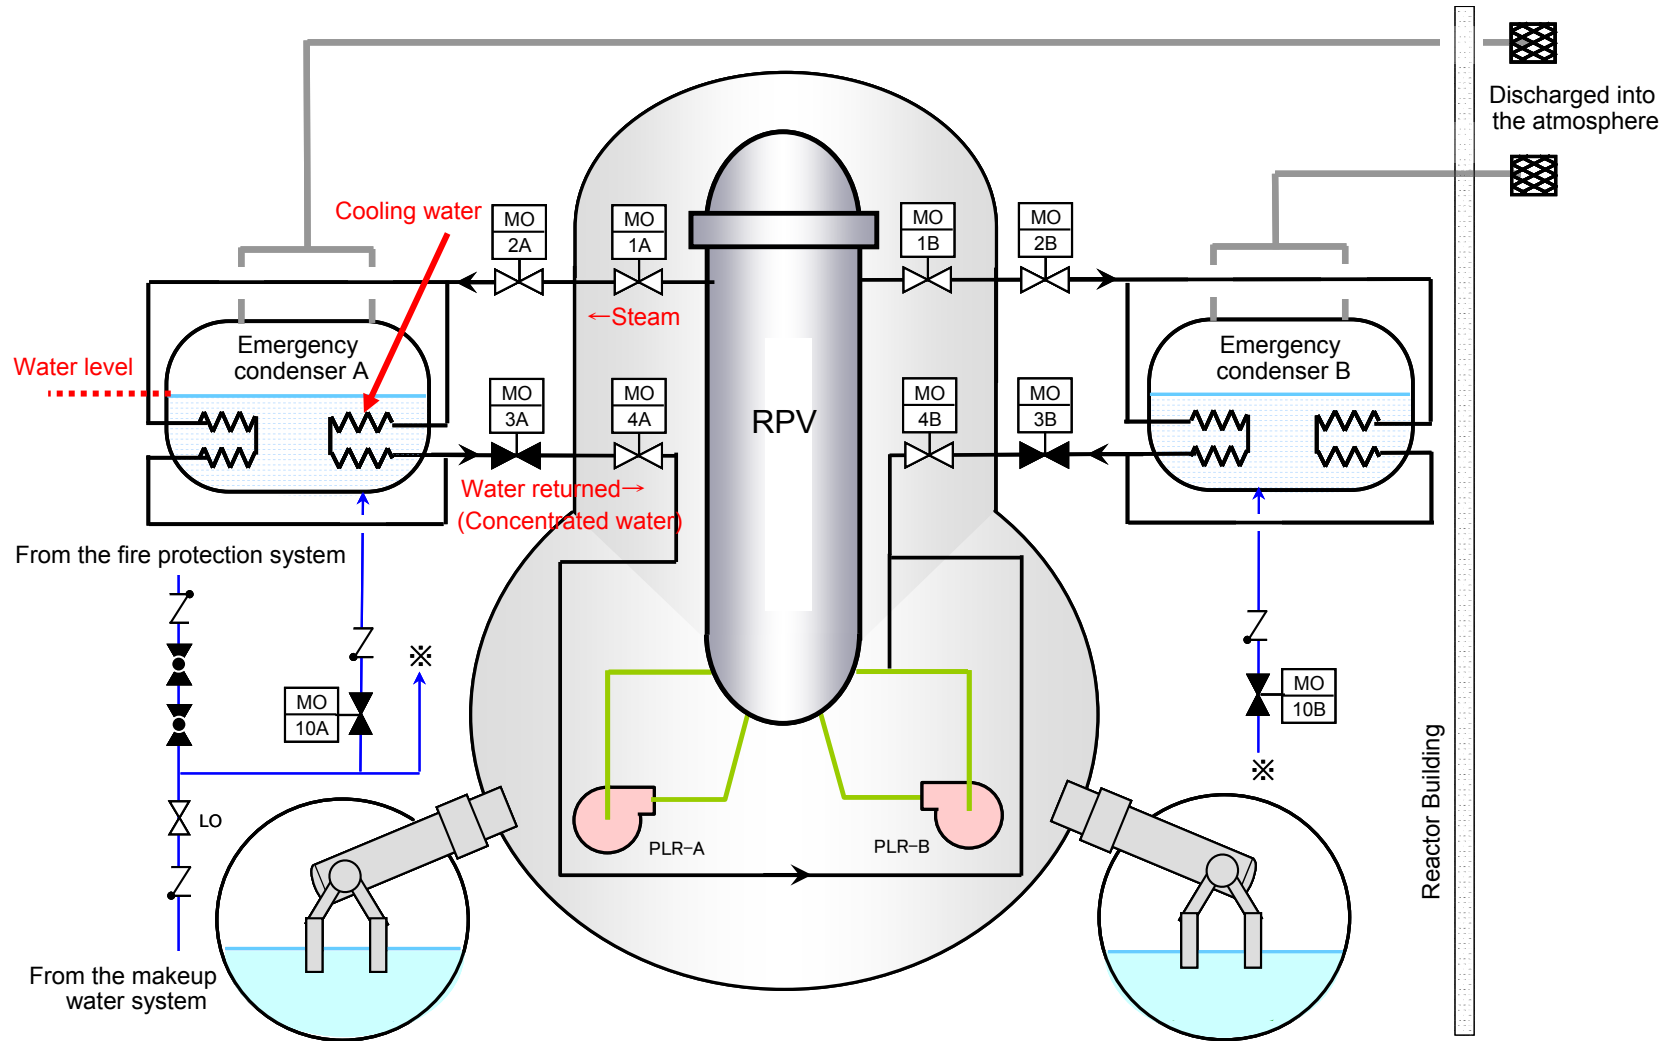 Discharged into
the atmosphere
Cooling water
MO
2A
MO
1A
MO
1B
MO
2B
←Steam
Water level
Emergency
condenser A
Emergency
condenser B
MO
3A
MO
4A
RPV
MO
4B
MO
3B
Water returned→
(Concentrated water)
From the fire protection system
※
MO
10A
MO
10B
※
LO
PLR-A
PLR-B
Reactor Building
From the makeup
water system